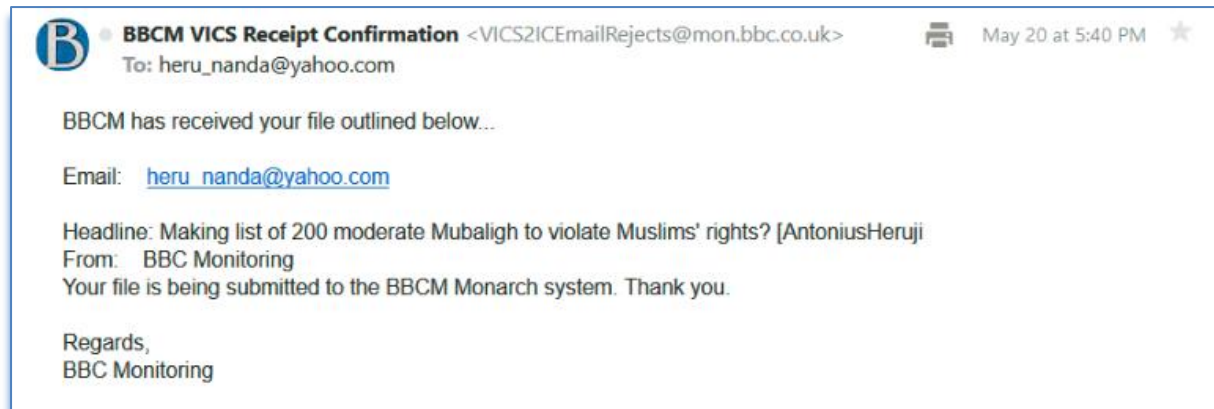 B
BBCM VICS Receipt Confirmation <VICS2ICEmailRejects@mon.bbc.co.uk> May 20 at 5:40 PM
To: heru_nanda@yahoo.com
BBCM has received your file outlined below...
Email: heru_nanda@yahoo.com
Headline: Making list of 200 moderate Mubaligh to violate Muslims' rights? [AntoniusHeruji
From: BBC Monitoring
Your file is being submitted to the BBCM Monarch system. Thank you.
Regards,
BBC Monitoring